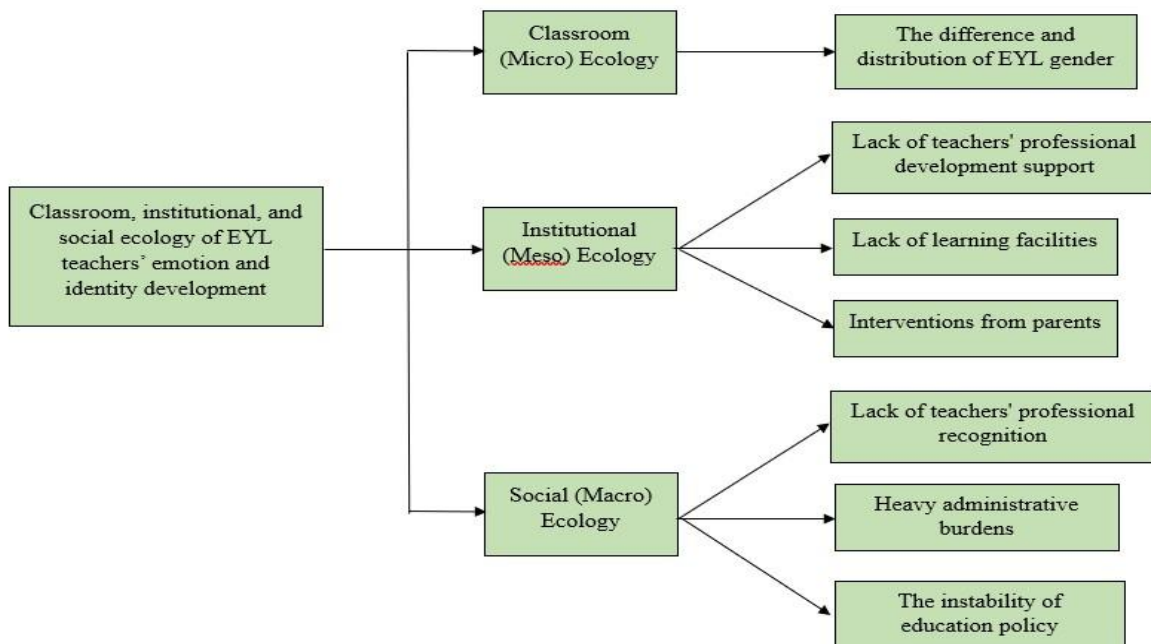 Classroom, institutional, and
social ecology of EYL
teachers’ emotion and
identity development
Classroom
(Micro) Ecology
The difference and
distribution of EYL gender
Institutional
(Meso) Ecology
Lack of teachers' professional
development support
Lack of learning facilities
Interventions from parents
Social (Macro)
Ecology
Lack of teachers' professional
recognition
Heavy administrative
burdens
The instability of
education policy